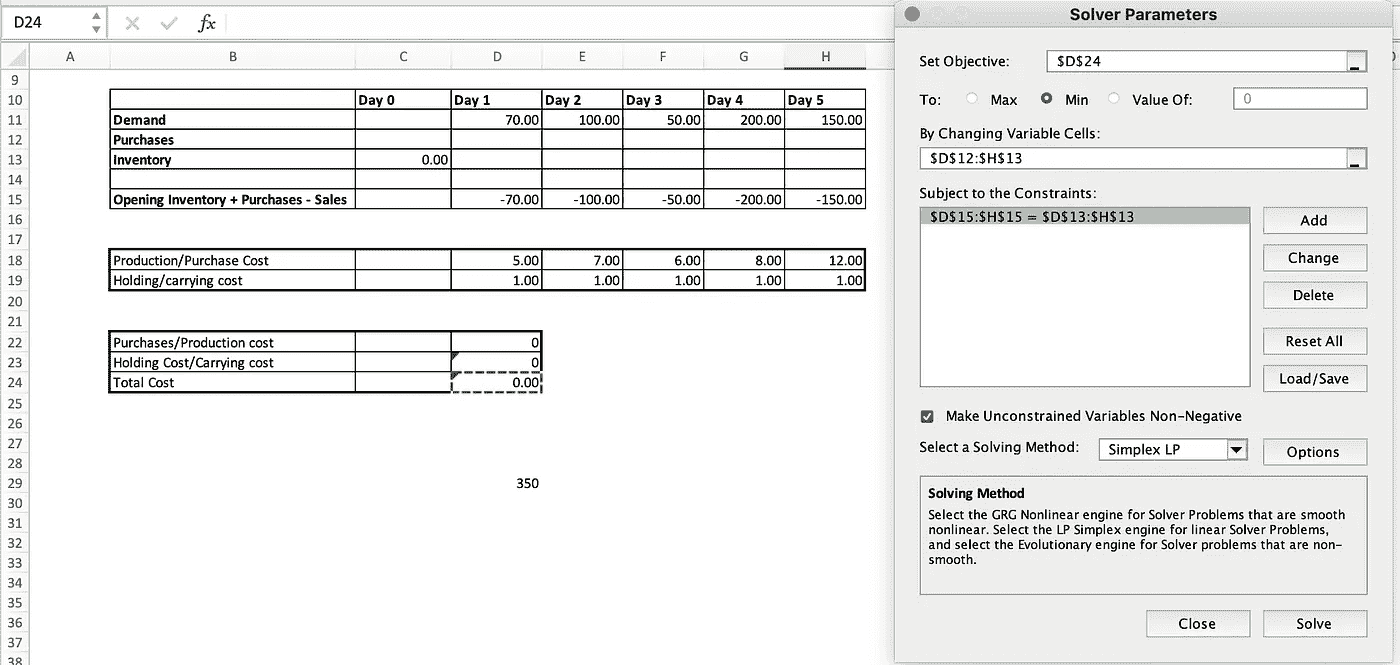 D24 fx
A B C D E F G H
9
10 Day 0 Day 1 Day 2 Day 3 Day 4 Day 5
11 Demand 70.00 100.00 50.00 200.00 150.00
12 Purchases
13 Inventory 0.00
14
15 Opening Inventory + Purchases - Sales -70.00 -100.00 -50.00 -200.00 -150.00
16
17
18 Production/Purchase Cost 5.00 7.00 6.00 8.00 12.00
19 Holding/carrying cost 1.00 1.00 1.00 1.00 1.00
20
21
22 Purchases/Production cost 0
23 Holding Cost/Carrying cost 0
24 Total Cost 0.00
25
26
27
28
29 350
30
31
32
33
34
35
36
37
38
Solver Parameters
Set Objective: $D$24
To: Max Min Value Of: 0
By Changing Variable Cells:
$D$12:$H$13
Subject to the Constraints:
$D$15:$H$15 = $D$13:$H$13
Add
Change
Delete
Reset All
Load/Save
Make Unconstrained Variables Non-Negative
Select a Solving Method: Simplex LP Options
Solving Method
Select the GRG Nonlinear engine for Solver Problems that are smooth
nonlinear. Select the LP Simplex engine for linear Solver Problems,
and select the Evolutionary engine for Solver problems that are non-
smooth.
Close Solve